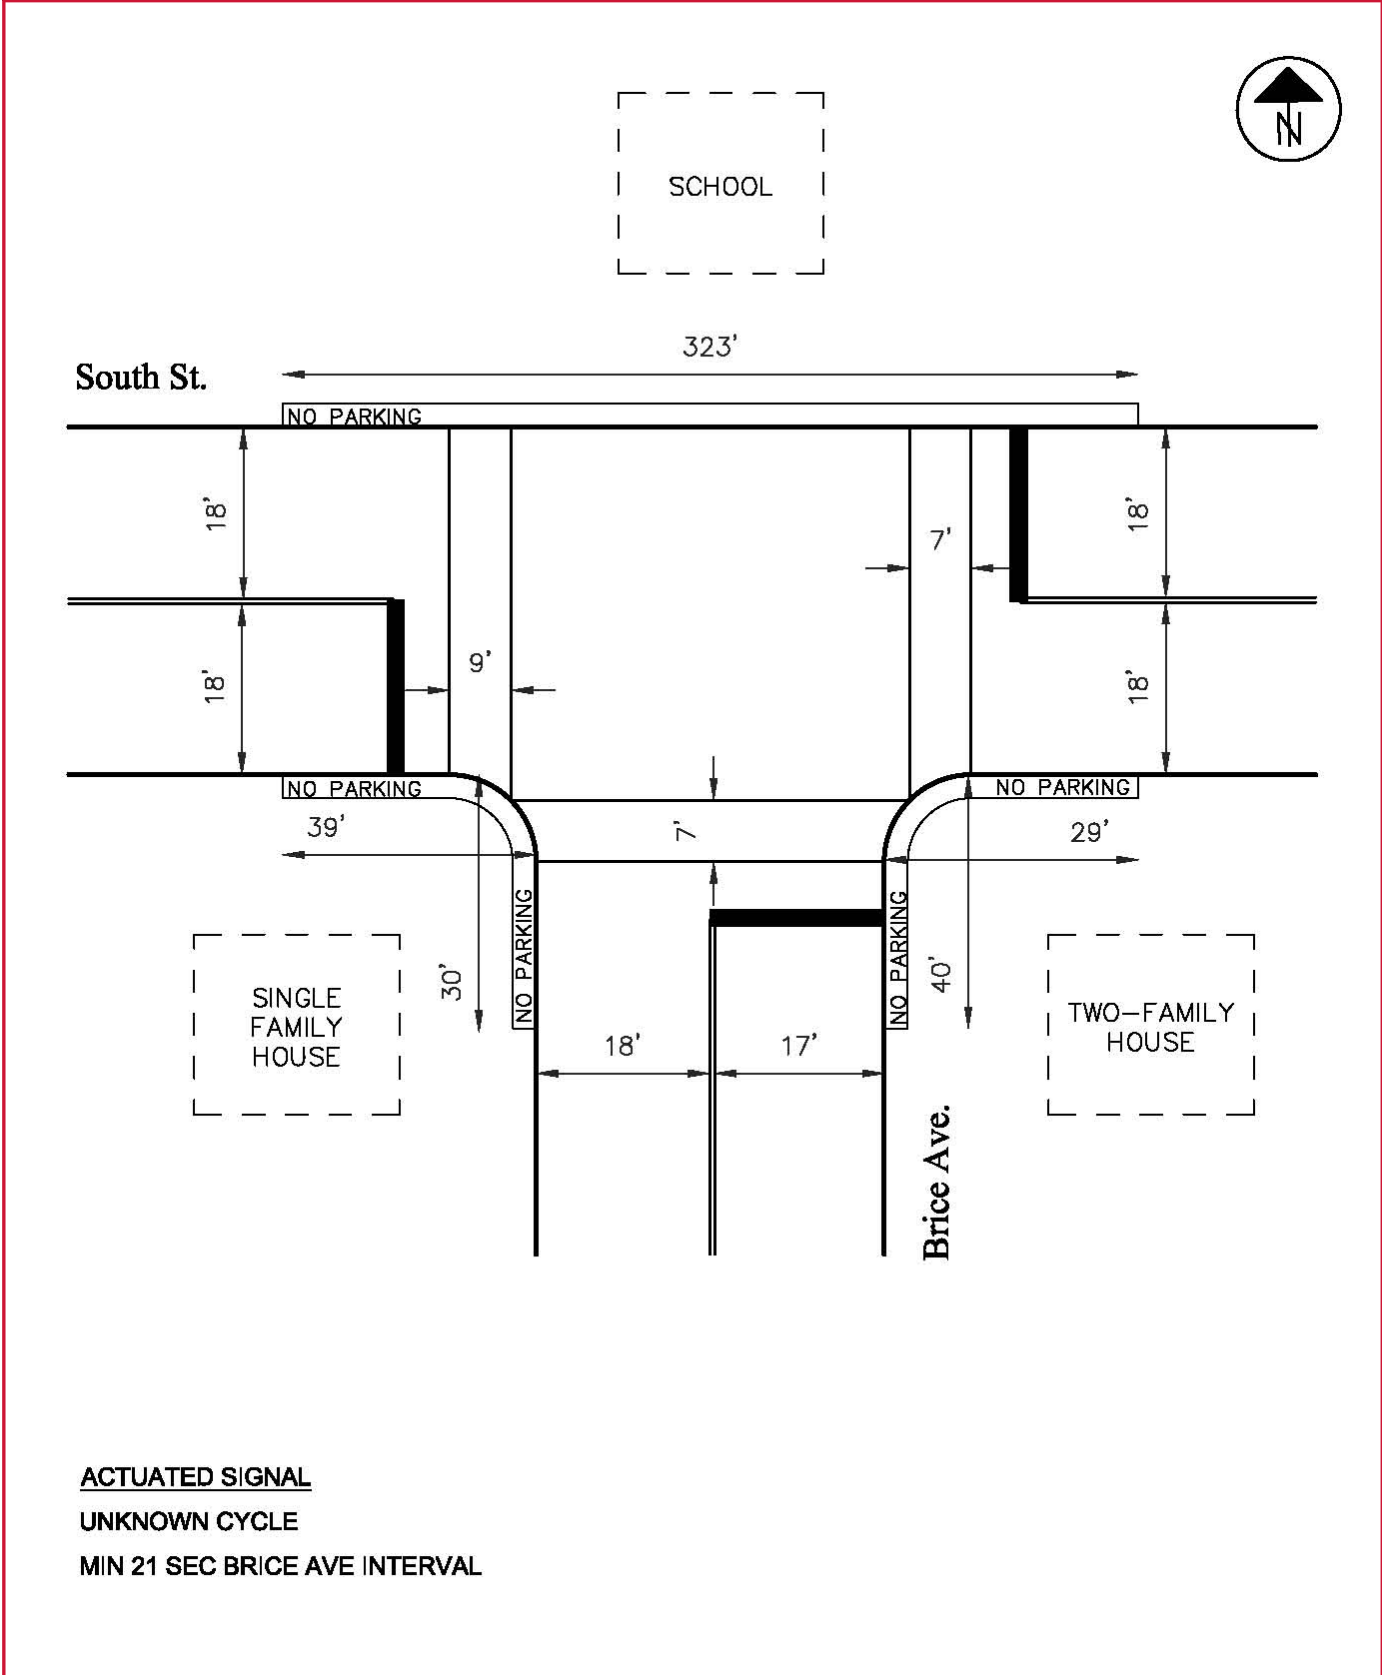 N
SCHOOL
323'
South St.
NO PARKING
18'
18'
7'
9'
18'
18'
NO PARKING
NO PARKING
39'
7'
29'
NO PARKING
NO PARKING
30'
40'
SINGLE
FAMILY
HOUSE
TWO-FAMILY
HOUSE
18'
17'
Brice Ave.
ACTUATED SIGNAL
UNKNOWN CYCLE
MIN 21 SEC BRICE AVE INTERVAL